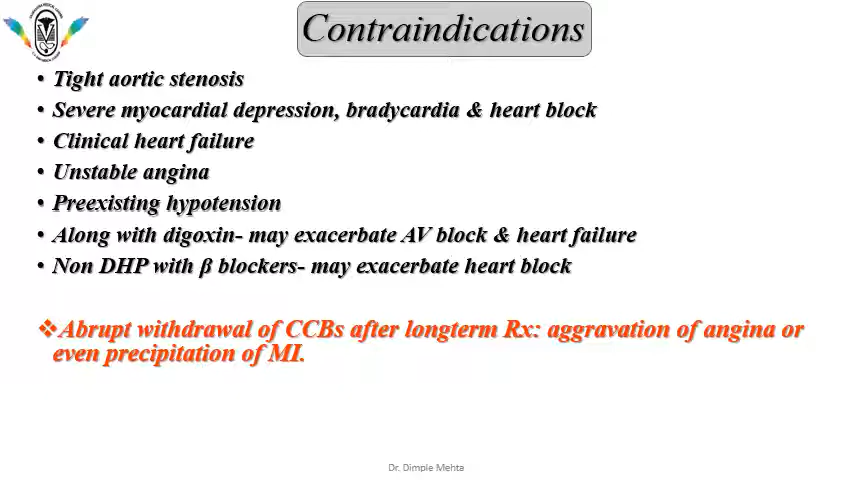 Contraindications
• Tight aortic stenosis
• Severe myocardial depression, bradycardia & heart block
• Clinical heart failure
• Unstable angina
• Preexisting hypotension
• Along with digoxin- may exacerbate AV block & heart failure
• Non DHP with β blockers- may exacerbate heart block
❖Abrupt withdrawal of CCBs after longterm Rx: aggravation of angina or
even precipitation of MI.
Dr. Dimple Mehta